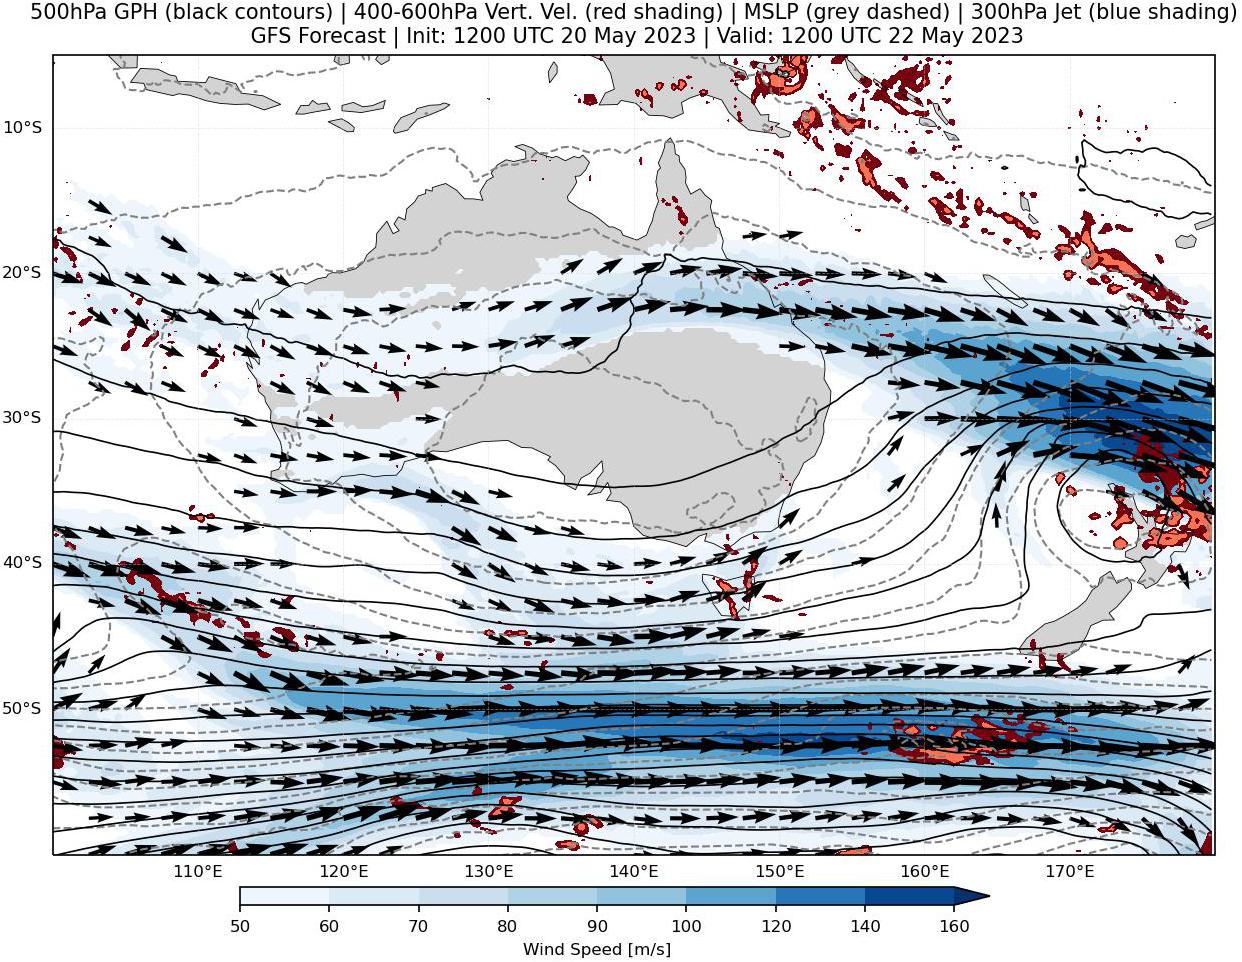 500hPa GPH (black contours) | 400-600hPa Vert. Vel. (red shading) | MSLP (grey dashed) | 300hPa Jet (blue shading)
GFS Forecast | Init: 1200 UTC 20 May 2023 | Valid: 1200 UTC 22 May 2023
10°S
20°S
30°S
40°S
50°S
110°E 120°E 130°E 140°E 150°E 160°E 170°E
50 60 70 80 90 100 120 140 160
Wind Speed [m/s]